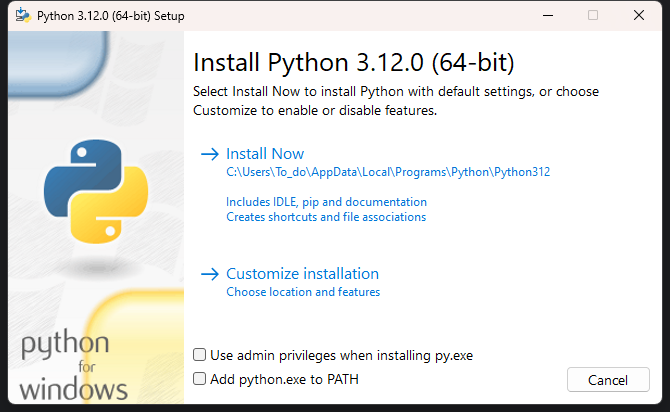 Python 3.12.0 (64-bit) Setup
Install Python 3.12.0 (64-bit)
Select Install Now to install Python with default settings, or choose
Customize to enable or disable features.
Install Now
C:\Users\To_do\AppData\Local\Programs\Python\Python312
Includes IDLE, pip and documentation
Creates shortcuts and file associations
Customize installation
Choose location and features
python
for
windows
Use admin privileges when installing py.exe
Add python.exe to PATH
Cancel